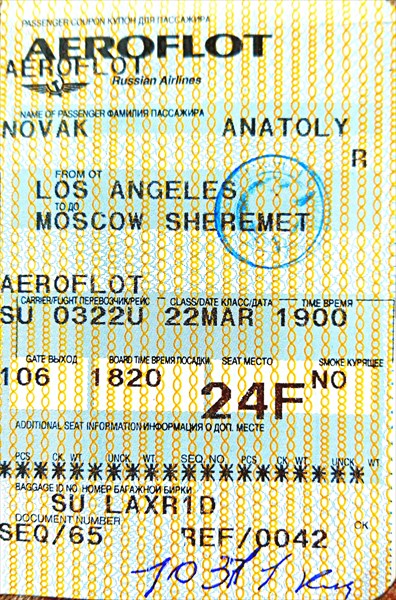 PASSENGER COUPON КУПОН ДЛЯ ПАССАЖИРА
AEROFLOT
AEROFLOT
Russian Airlines
NAME OF PASSENGER ФАМИЛИЯ ПАССАЖИРА
NOVAK ANATOLY
R
FROM ОТ
LOS ANGELES
TO ДО
MOSCOW SHEREMET
AEROFLOT
CARRIER/FLIGHT ПЕРЕВОЗЧИК/РЕЙС CLASS/DATE КЛАСС/ДАТА TIME ВРЕМЯ
SU 0322U 22MAR 1900
GATE ВЫХОД BOARD TIME ВРЕМЯ ПОСАДКИ SEAT МЕСТО SMOKE КУРЯЩЕЕ
106 1820 24F NO
ADDITIONAL SEAT INFORMATION ИНФОРМАЦИЯ О ДОП. МЕСТЕ
PCS CK. WT UNCK. WT SEQ. NO PCS CK. WT UNCK. WT
BAGGAGE ID NO НОМЕР БАГАЖНОЙ БИРКИ
SU LAXR1D
DOCUMENT NUMBER CK
SEQ/65 REF/0042